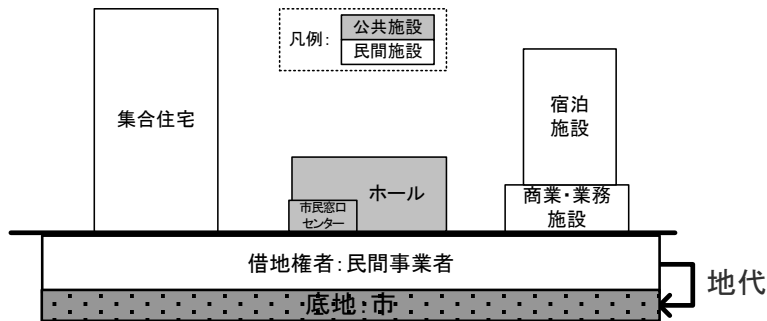 凡例：
公共施設
民間施設
集合住宅
宿泊
施設
ホール
市民窓口
センター
商業・業務
施設
借地権者：民間事業者
底地：市
地代